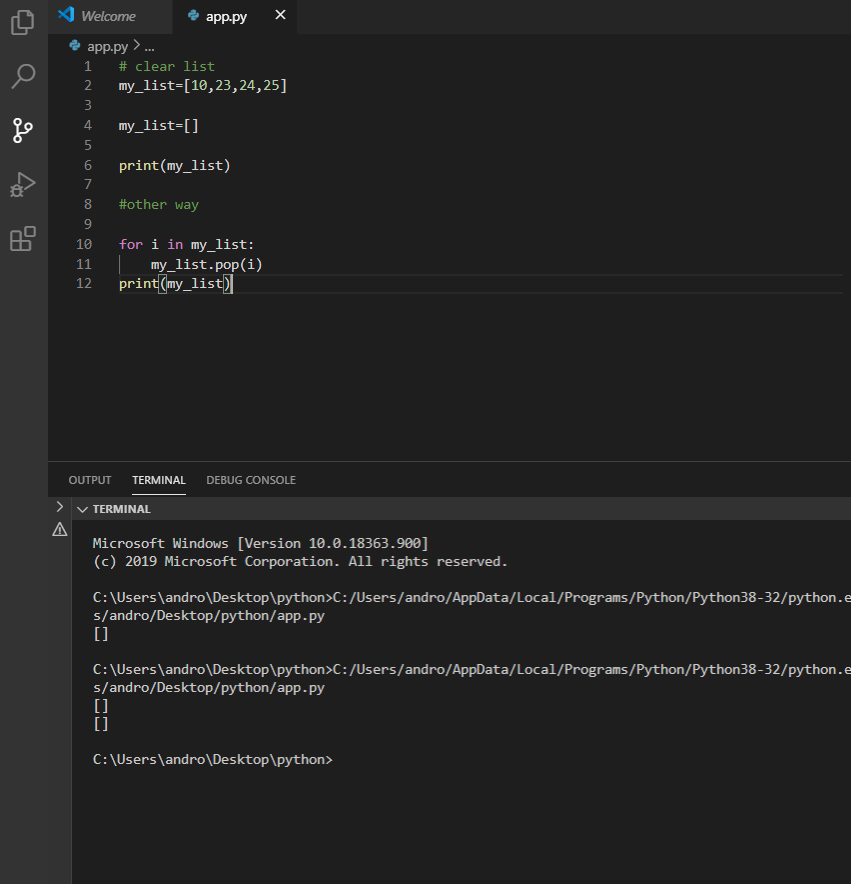 Welcome
app.py
app.py > ...
1 # clear list
2 my_list=[10,23,24,25]
3
4 my_list=[]
5
6 print(my_list)
7
8 #other way
9
10 for i in my_list:
11     my_list.pop(i)
12 print(my_list)
OUTPUT TERMINAL DEBUG CONSOLE
TERMINAL
Microsoft Windows [Version 10.0.18363.900]
(c) 2019 Microsoft Corporation. All rights reserved.
C:\Users\andro\Desktop\python>C:/Users/andro/AppData/Local/Programs/Python/Python38-32/python.e
s/andro/Desktop/python/app.py
[]
C:\Users\andro\Desktop\python>C:/Users/andro/AppData/Local/Programs/Python/Python38-32/python.e
s/andro/Desktop/python/app.py
[]
[]
C:\Users\andro\Desktop\python>